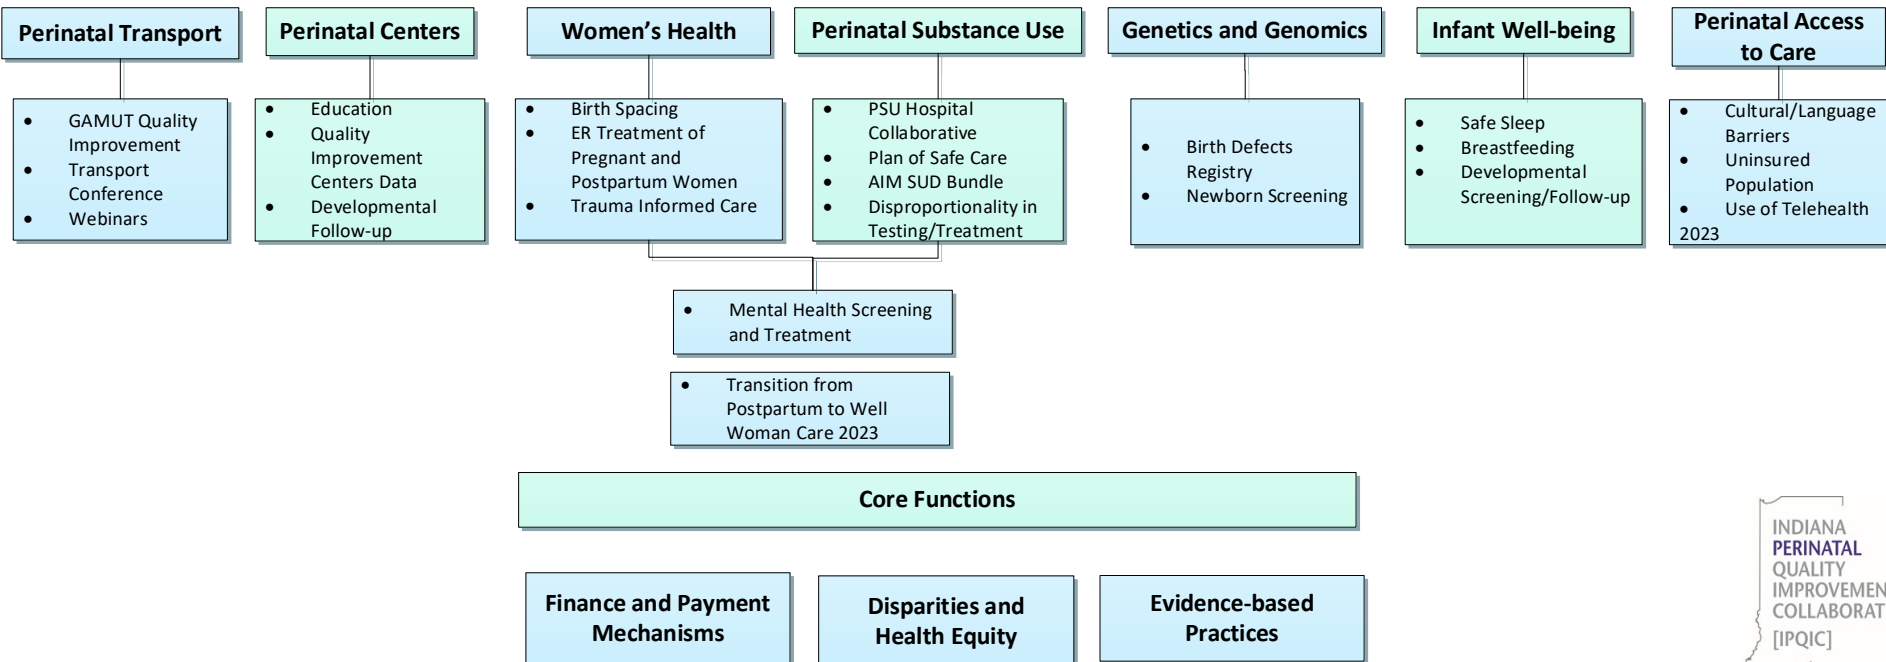 Perinatal Transport
Perinatal Centers
Women’s Health
Perinatal Substance Use
Genetics and Genomics
Infant Well-being
Perinatal Access
to Care
• GAMUT Quality
Improvement
• Transport
Conference
• Webinars
• Education
• Quality
Improvement
Centers Data
• Developmental
Follow-up
• Birth Spacing
• ER Treatment of
Pregnant and
Postpartum Women
• Trauma Informed Care
• PSU Hospital
Collaborative
• Plan of Safe Care
• AIM SUD Bundle
• Disproportionality in
Testing/Treatment
• Birth Defects
Registry
• Newborn Screening
• Safe Sleep
• Breastfeeding
• Developmental
Screening/Follow-up
• Cultural/Language
Barriers
• Uninsured
Population
• Use of Telehealth
2023
• Mental Health Screening
and Treatment
• Transition from
Postpartum to Well
Woman Care 2023
Core Functions
Finance and Payment
Mechanisms
Disparities and
Health Equity
Evidence-based
Practices
INDIANA
PERINATAL
QUALITY
IMPROVEMEN
COLLABORAT
[IPQIC]